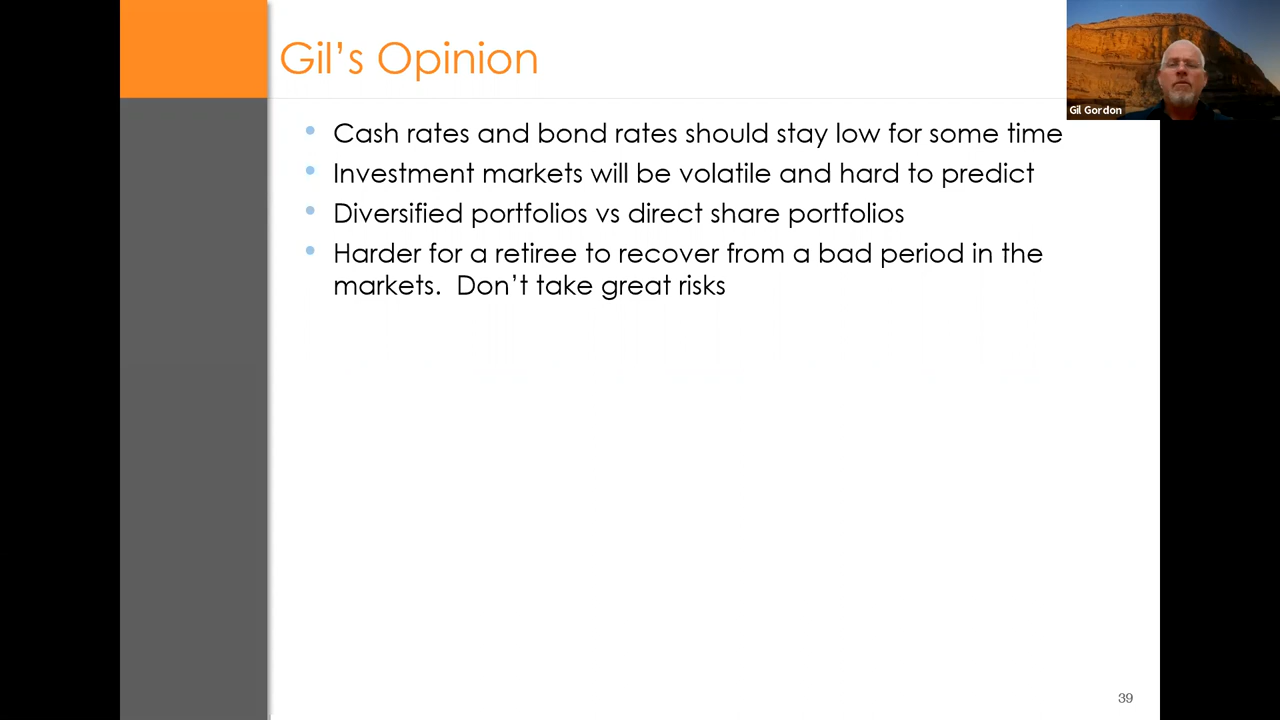 Gil’s Opinion
Gil Gordon
• Cash rates and bond rates should stay low for some time
• Investment markets will be volatile and hard to predict
• Diversified portfolios vs direct share portfolios
• Harder for a retiree to recover from a bad period in the
markets.  Don’t take great risks
39